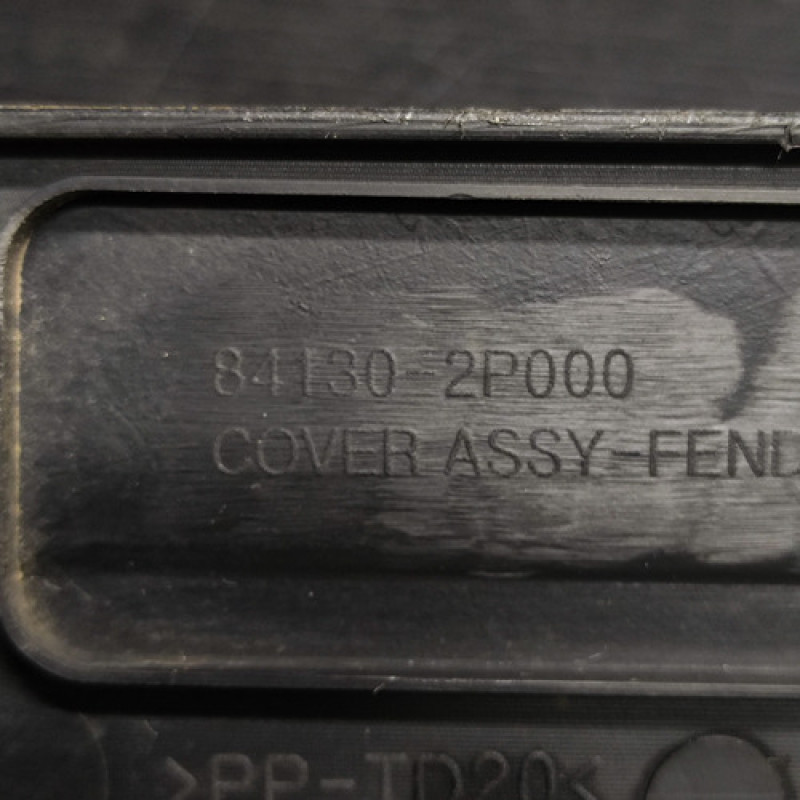 84130-2P000
COVER ASSY-FEND
>PP-TD20<